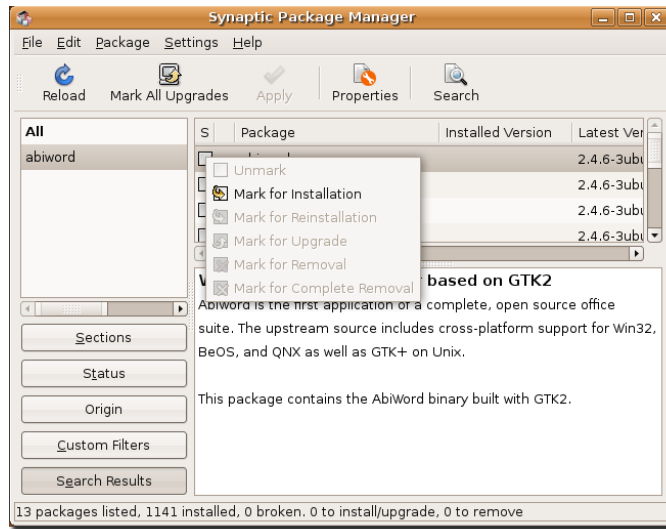 Synaptic Package Manager
File Edit Package Settings Help
Reload Mark All Upgrades Apply Properties Search
All
abiword
S Package Installed Version Latest Ver
2.4.6-3ubu
2.4.6-3ubu
2.4.6-3ubu
2.4.6-3ubu
Unmark
Mark for Installation
Mark for Reinstallation
Mark for Upgrade
Mark for Removal
Mark for Complete Removal
based on GTK2
AbiWord is the first application of a complete, open source office
suite. The upstream source includes cross-platform support for Win32,
BeOS, and QNX as well as GTK+ on Unix.
This package contains the AbiWord binary built with GTK2.
Sections
Status
Origin
Custom Filters
Search Results
13 packages listed, 1141 installed, 0 broken. 0 to install/upgrade, 0 to remove